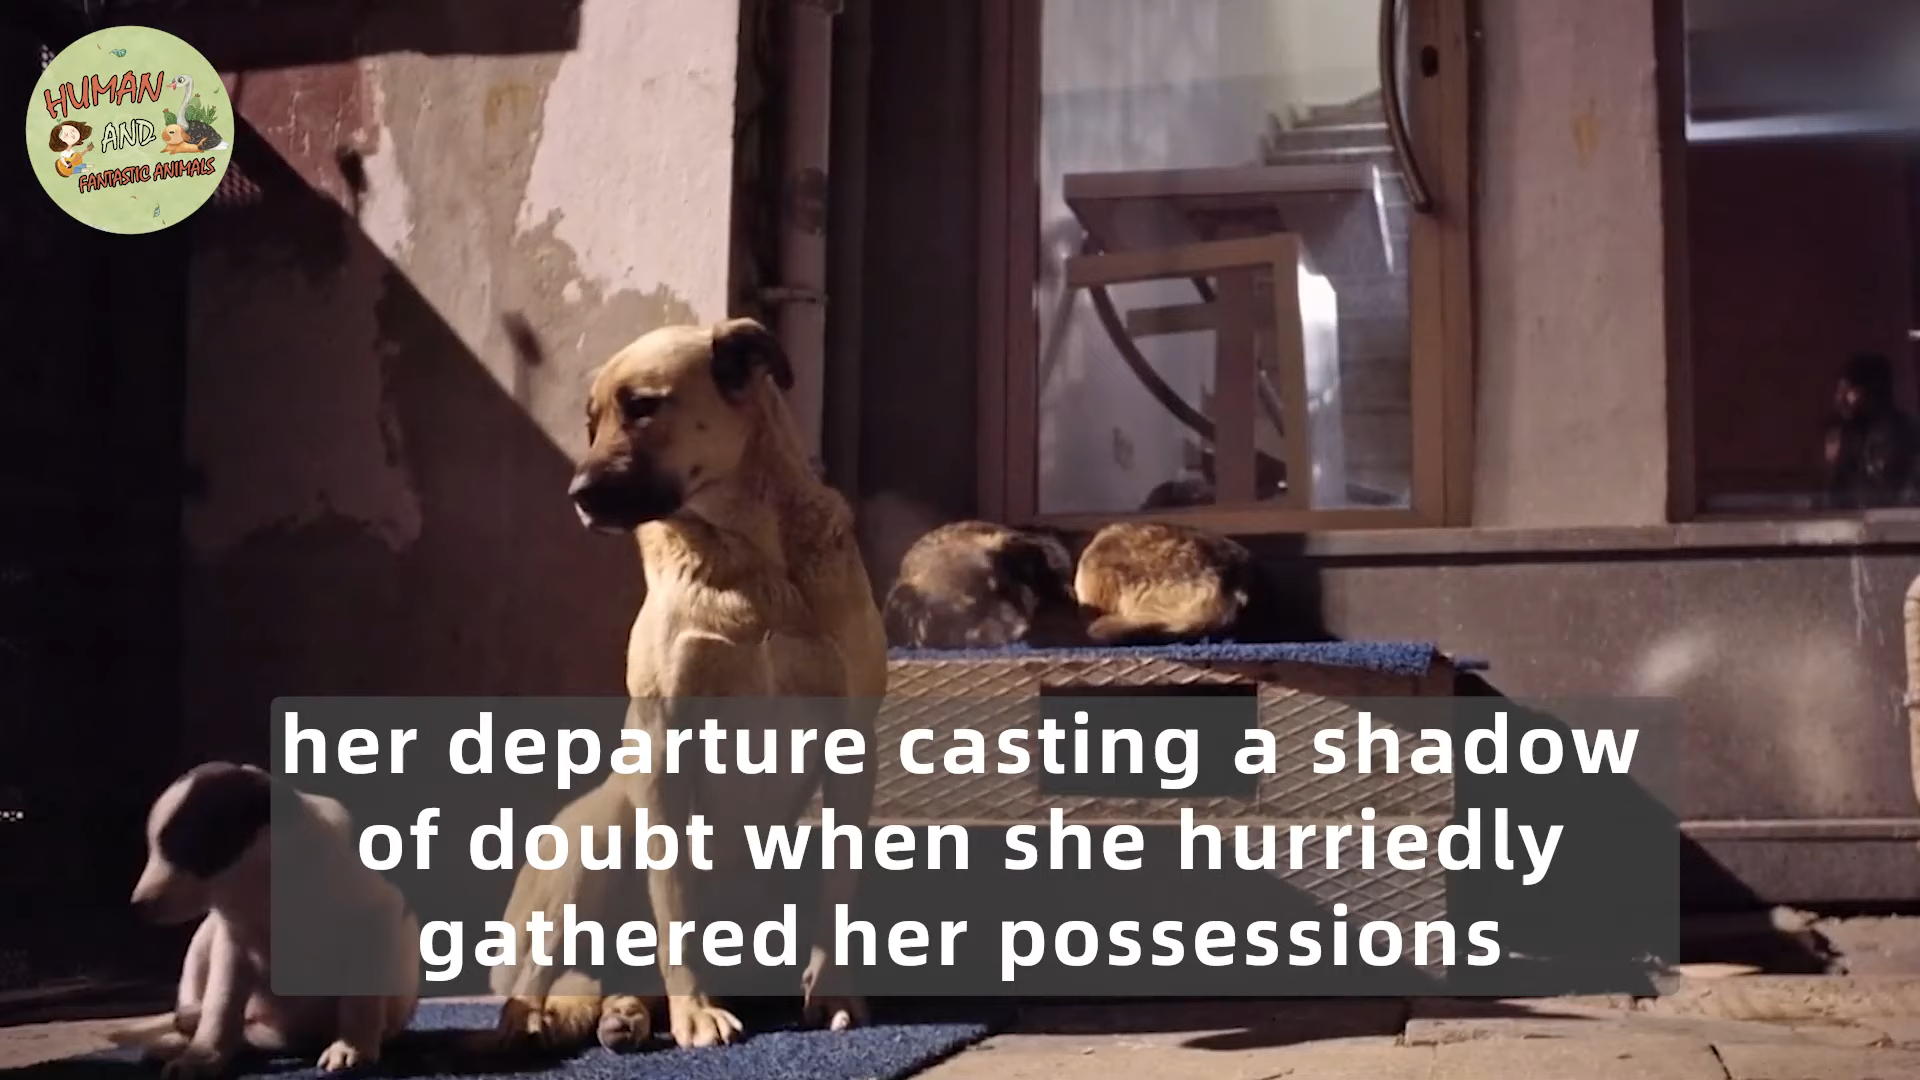 HUMAN
AND
FANTASTIC ANIMALS
her departure casting a shadow
of doubt when she hurriedly
gathered her possessions